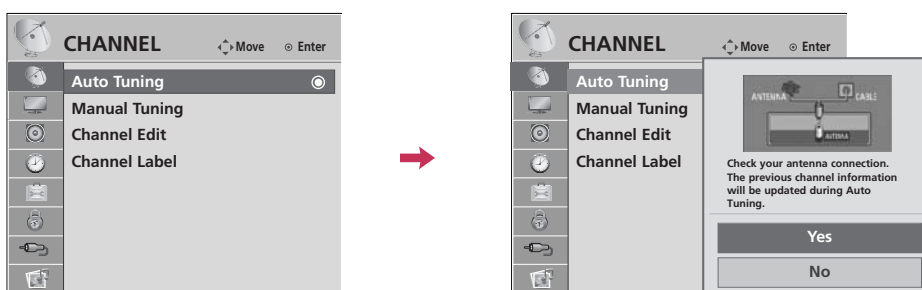 CHANNEL
Move
Enter
Auto Tuning
Manual Tuning
Channel Edit
Channel Label
CHANNEL
Move
Enter
Auto Tuning
Manual Tuning
Channel Edit
Channel Label
ANTENNA
CABLE
ANTENNA
Check your antenna connection.
The previous channel information
will be updated during Auto
Tuning.
Yes
No